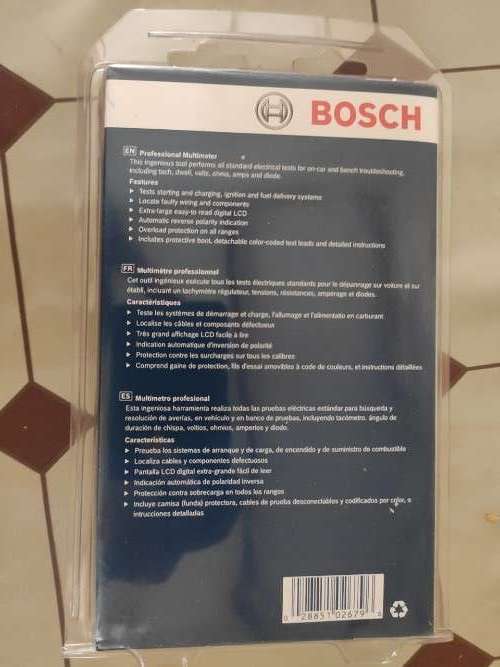 BOSCH
EN Professional Multimeter
This ingenious tool performs all standard electrical tests for on-car and bench troubleshooting,
including tach, dwell, volts, ohms, amps and diode.
Features
▸ Tests starting and charging, ignition and fuel delivery systems
▸ Locate faulty wiring and components
▸ Extra-large easy-to read digital LCD
▸ Automatic reverse polarity indication
▸ Overload protection on all ranges
▸ Includes protective boot, detachable color-coded test leads and detailed instructions
FR Multimètre professionnel
Cet outil ingénieux exécute tous les tests électriques standards pour le dépannage sur voiture et sur
établi, incluant un tachymètre régulateur, tensions, résistances, amperage et diodes.
Caractéristiques
▸ Teste les systèmes de démarrage et charge, l'allumage et l'alimentatio en carburant
▸ Localise les câbles et composants défectueux
▸ Très grand affichage LCD facile à lire
▸ Indication automatique d'inversion de polarité
▸ Protection contre les surcharges sur tous les calibres
▸ Comprend gaine de protection, fils d'essai amovibles à code de couleurs, et instructions détaillées
ES Multímetro profesional
Esta ingeniosa herramienta realiza todas las pruebas eléctricas estándar para búsqueda y
resolución de averías, en vehículo y en banco de pruebas, incluyendo tacómetro, ángulo de
duración de chispa, voltios, ohmios, amperios y diodo.
Características
▸ Preueba los sistemas de arranque y de carga, de encendido y de suministro de combustible
▸ Localiza cables y componentes defectuosos
▸ Pantalla LCD digital extra-grande fácil de leer
▸ Indicación automática de polaridad inversa
▸ Protección contra sobrecarga en todos los rangos
▸ Incluye camisa (funda) protectora, cables de prueba desconectables y codificados por color, e
intrucciones detalladas
0 28851 02679 8